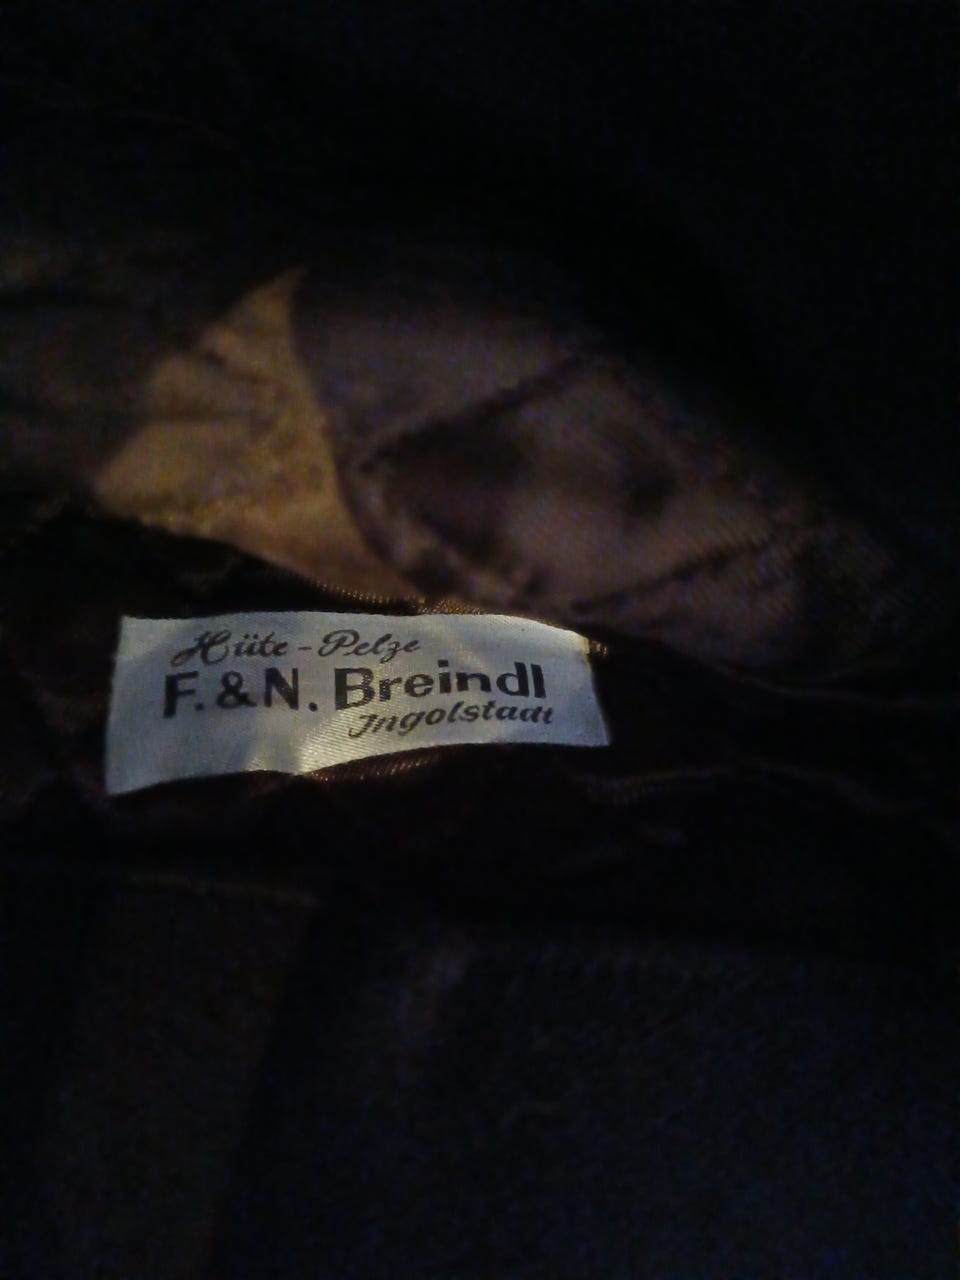 Hüte - Pelze
F. & N. Breindl
Ingolstadt